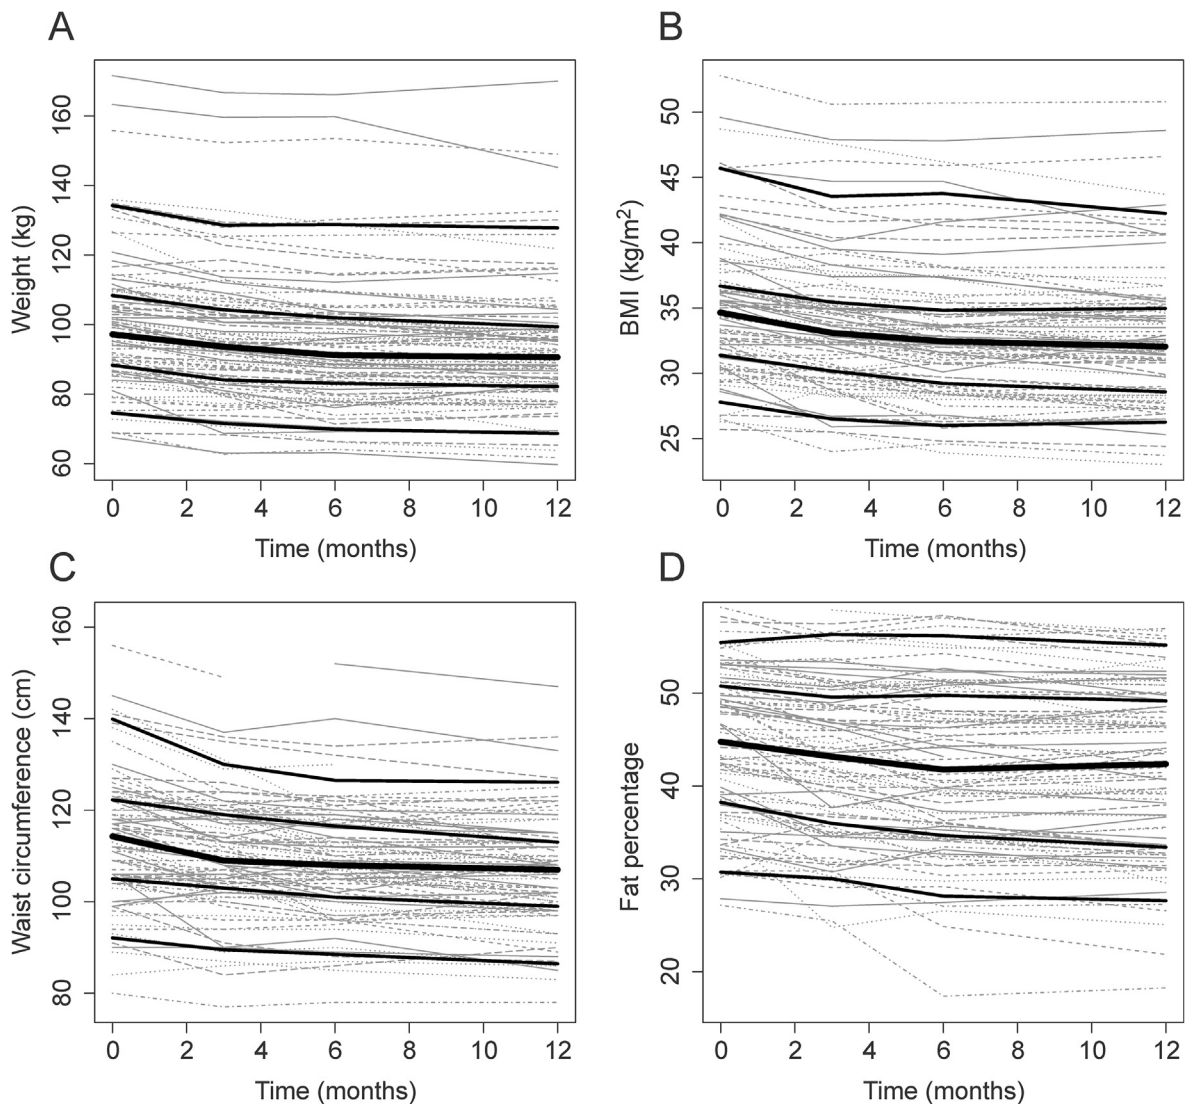 A
Weight (kg)
160
140
120
100
80
60
0 2 4 6 8 10 12
Time (months)
B
BMI (kg/m²)
50
45
40
35
30
25
0 2 4 6 8 10 12
Time (months)
C
Waist circumference (cm)
160
140
120
100
80
0 2 4 6 8 10 12
Time (months)
D
Fat percentage
50
40
30
20
0 2 4 6 8 10 12
Time (months)